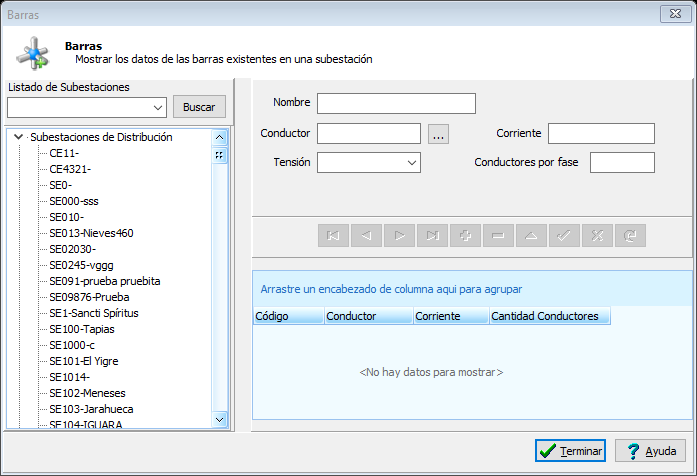 Barras
Barras
Mostrar los datos de las barras existentes en una subestación
Listado de Subestaciones
Buscar
Substaciones de Distribución
CE11-
CE4321-
SE0-
SE000-sss
SE010-
SE013-Nieves460
SE02030-
SE0245-vggg
SE091-prueba pruebita
SE09876-Prueba
SE1-Sancti Spíritus
SE100-Tapias
SE1000-c
SE101-El Yigre
SE1014-
SE102-Meneses
SE103-Jarahueca
SE104-IGUARA
Nombre
Conductor
...
Corriente
Tensión
Conductores por fase
Arrastre un encabezado de columna aqui para agrupar
Código Conductor Corriente Cantidad Conductores
<No hay datos para mostrar>
Terminar
Ayuda